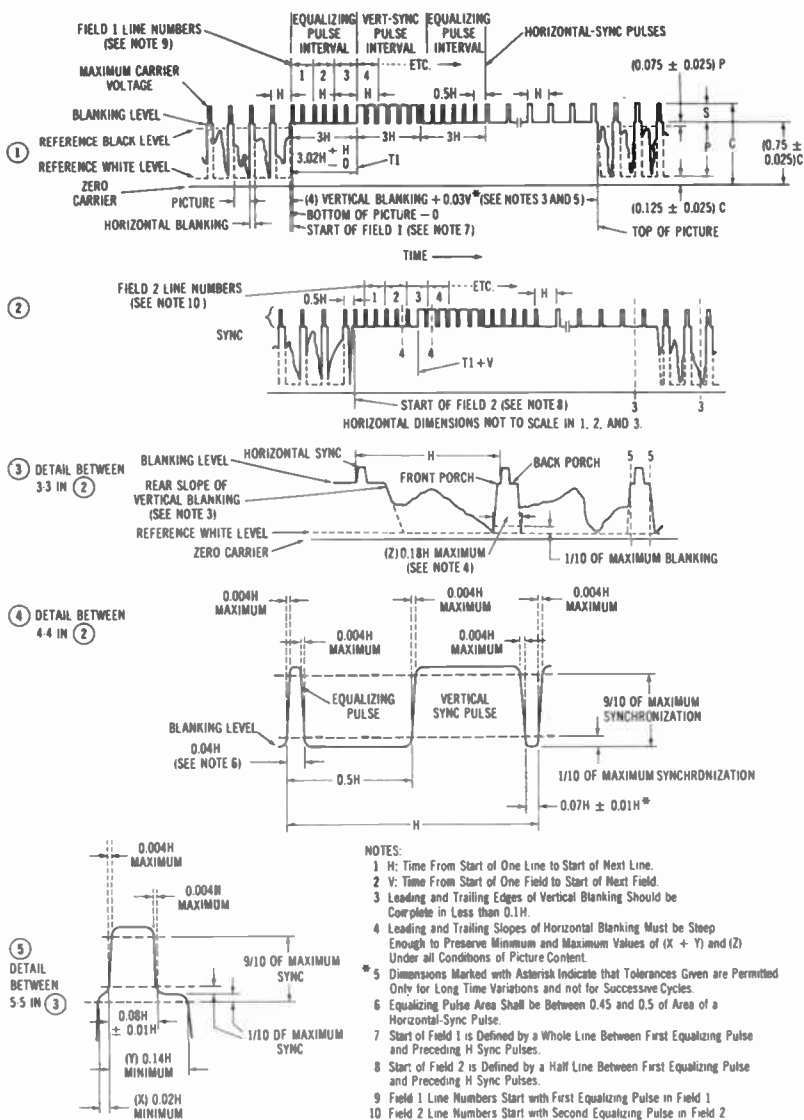 EQUALIZING PULSE INTERVAL
VERT-SYNC PULSE INTERVAL
EQUALIZING PULSE INTERVAL
FIELD 1 LINE NUMBERS
(SEE NOTE 9)
HORIZONTAL-SYNC PULSES
1 2 3 4 ETC.
MAXIMUM CARRIER
VOLTAGE
H H H 0.5H H
(0.075 ± 0.025) P
BLANKING LEVEL
REFERENCE BLACK LEVEL
S
P
C
1
3H 3H 3H
3.02H + H
- 0
T1
(0.75 ±
0.025)C
REFERENCE WHITE LEVEL
ZERO
CARRIER
(4) VERTICAL BLANKING + 0.03V* (SEE NOTES 3 AND 5)
(0.125 ± 0.025) C
PICTURE
BOTTOM OF PICTURE - 0
HORIZONTAL BLANKING
START OF FIELD 1 (SEE NOTE 7)
TOP OF PICTURE
TIME
2
FIELD 2 LINE NUMBERS
(SEE NOTE 10)
0.5H 1 2 3 4 ETC. H
SYNC
4 4
T1 + V
START OF FIELD 2 (SEE NOTE 8)
3 3
HORIZONTAL DIMENSIONS NOT TO SCALE IN 1, 2, AND 3.
3 DETAIL BETWEEN
3-3 IN 2
HORIZONTAL SYNC
H
BLANKING LEVEL
FRONT PORCH
BACK PORCH
5 5
REAR SLOPE OF
VERTICAL BLANKING
(SEE NOTE 3)
REFERENCE WHITE LEVEL
ZERO CARRIER
(Z) 0.18H MAXIMUM
(SEE NOTE 4)
1/10 OF MAXIMUM BLANKING
4 DETAIL BETWEEN
4-4 IN 2
0.004H
MAXIMUM
0.004H
MAXIMUM
0.004H
MAXIMUM
0.004H
MAXIMUM
0.004H
MAXIMUM
EQUALIZING
PULSE
VERTICAL
SYNC PULSE
9/10 OF MAXIMUM
SYNCHRONIZATION
BLANKING LEVEL
0.04H
(SEE NOTE 6)
0.5H
1/10 OF MAXIMUM SYNCHRDNIZATION
0.07H ± 0.01H*
H
5
DETAIL
BETWEEN
5-5 IN 3
0.004H
MAXIMUM
0.004H
MAXIMUM
9/10 OF MAXIMUM
SYNC
0.08H
± 0.01H
1/10 OF MAXIMUM
SYNC
(Y) 0.14H
MINIMUM
(X) 0.02H
MINIMUM
NOTES:
1 H: Time From Start of One Line to Start of Next Line.
2 V: Time From Start of One Field to Start of Next Field.
3 Leading and Trailing Edges of Vertical Blanking Should be
Complete in Less than 0.1H.
4 Leading and Trailing Slopes of Horizontal Blanking Must be Steep
Enough to Preserve Minimum and Maximum Values of (X + Y) and (Z)
Under all Conditions of Picture Content.
* 5 Dimensions Marked with Asterisk Indicate that Tolerances Given are Permitted
Only for Long Time Variations and not for Successive Cycles.
6 Equalizing Pulse Area Shall be Between 0.45 and 0.5 of Area of a
Horizontal-Sync Pulse.
7 Start of Field 1 is Defined by a Whole Line Between First Equalizing Pulse
and Preceding H Sync Pulses.
8 Start of Field 2 is Defined by a Half Line Between First Equalizing Pulse
and Preceding H Sync Pulses.
9 Field 1 Line Numbers Start with First Equalizing Pulse in Field 1
10 Field 2 Line Numbers Start with Second Equalizing Pulse in Field 2